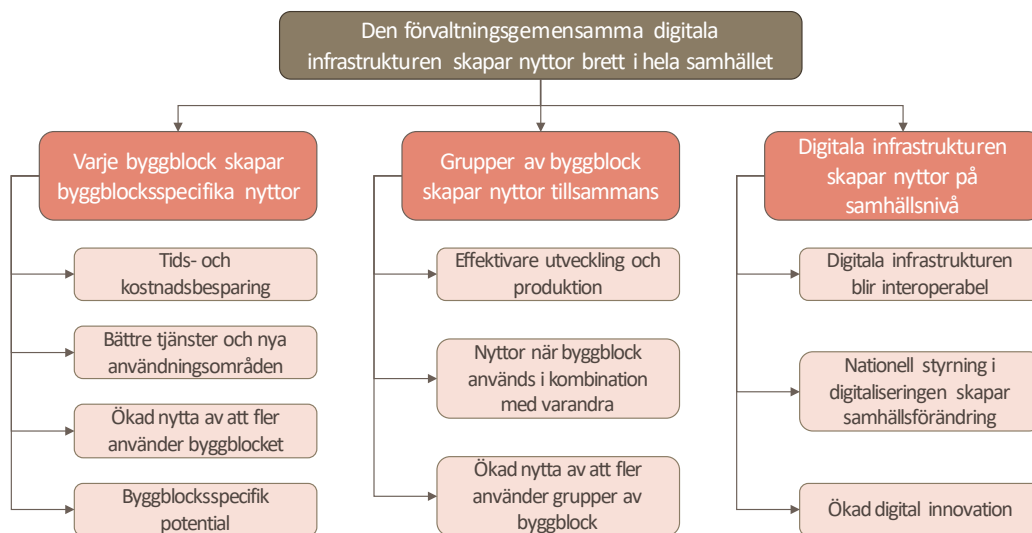 Den förvaltningsgemensamma digitala
infrastrukturen skapar nyttor brett i hela samhället
Varje byggblock skapar
byggblocksspecifika nyttor
Tids- och
kostnadsbesparing
Bättre tjänster och nya
användningsområden
Ökad nytta av att fler
använder byggblocket
Byggblocksspecifik
potential
Grupper av byggblock
skapar nyttor tillsammans
Effektivare utveckling och
produktion
Nyttor när byggblock
används i kombination
med varandra
Ökad nytta av att fler
använder grupper av
byggblock
Digitala infrastrukturen
skapar nyttor på
samhällsnivå
Digitala infrastrukturen
blir interoperabel
Nationell styrning i
digitaliseringen skapar
samhällsförändring
Ökad digital innovation